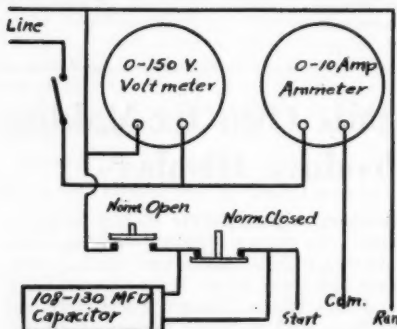 Line
0-150 V.
Volt meter
0-10 Amp
Ammeter
Norm. Open
Norm. Closed
108-130 MFD
Capacitor
Start
Com.
Run